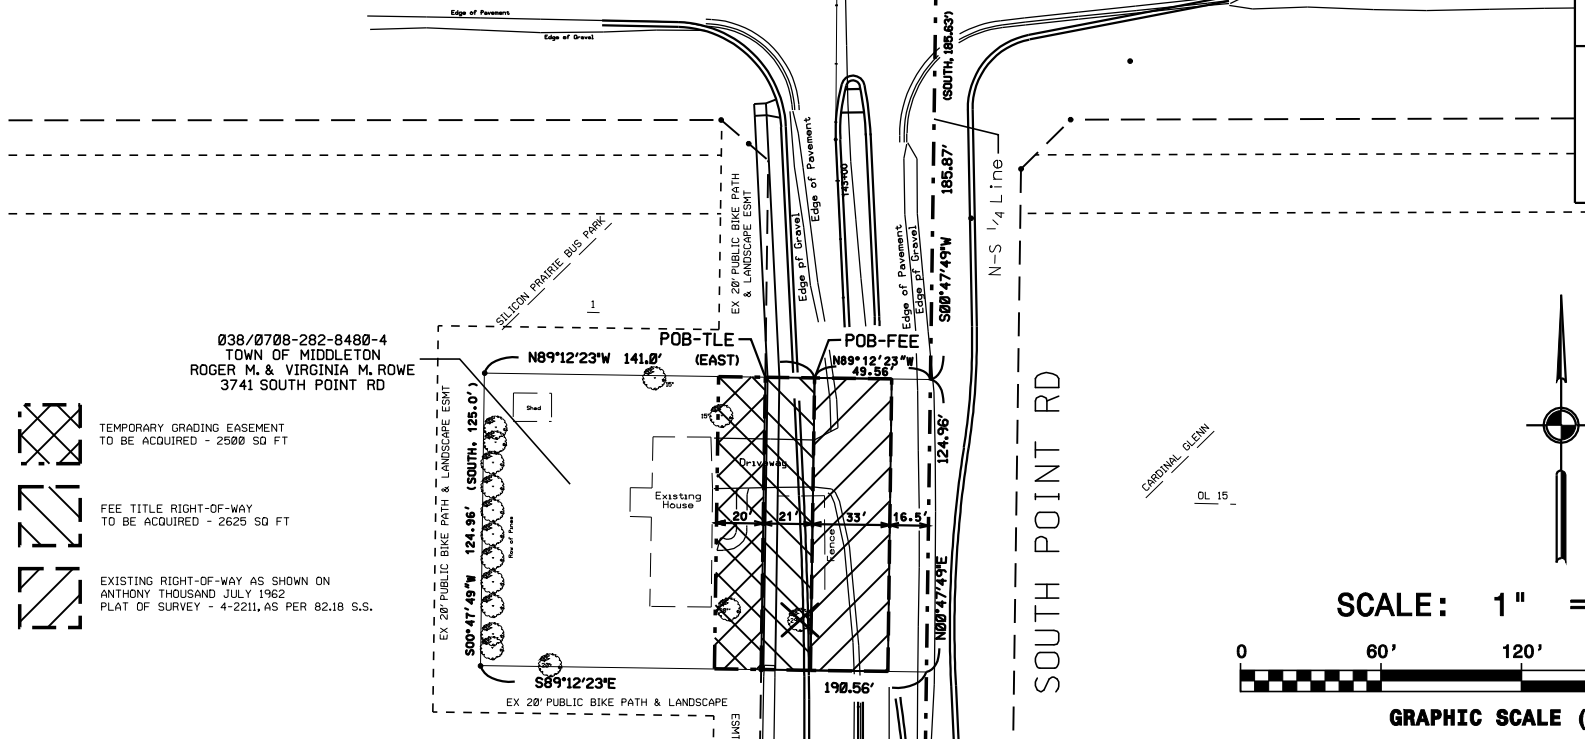 Edge of Pavement
Edge of Gravel
(SOUTH, 185.63')
185.87'
S00°47'49"W
N-S 1/4 Line
Edge of Pavement
Edge pf Gravel
Edge of Pavement
Edge pf Gravel
EX 20' PUBLIC BIKE PATH
& LANDSCAPE ESMT
SILICON PRAIRIE BUS PARK
1
038/0708-282-8480-4
TOWN OF MIDDLETON
ROGER M. & VIRGINIA M. ROWE
3741 SOUTH POINT RD
POB-TLE
POB-FEE
N89°12'23"W 141.0'
(EAST)
N89°12'23"W
49.56'
TEMPORARY GRADING EASEMENT
TO BE ACQUIRED - 2500 SQ FT
FEE TITLE RIGHT-OF-WAY
TO BE ACQUIRED - 2625 SQ FT
EXISTING RIGHT-OF-WAY AS SHOWN ON
ANTHONY THOUSAND JULY 1962
PLAT OF SURVEY - 4-2211, AS PER 82.18 S.S.
EX 20' PUBLIC BIKE PATH & LANDSCAPE ESMT
S00°47'49"W 124.96' (SOUTH, 125.0')
Shed
Row of Pines
Existing
House
Driveway
Fence
20'
21'
33'
16.5'
124.96'
N00°47'49"E
S89°12'23"E
190.56'
EX 20' PUBLIC BIKE PATH & LANDSCAPE
ESMT
SOUTH POINT RD
CARDINAL GLENN
OL 15
SCALE: 1" =
0 60' 120'
GRAPHIC SCALE (